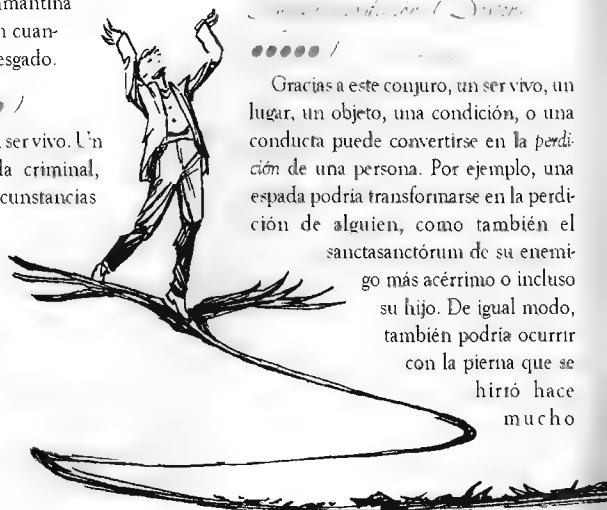 amantina
n cuan-
esgado.
ser vivo. Un
da criminal,
cunstancias
Gracias a este conjuro, un ser vivo, un
lugar, un objeto, una condición, o una
conducta puede convertirse en la perdi-
ción de una persona. Por ejemplo, una
espada podría transformarse en la perdi-
ción de alguien, como también el
sanctasanctórum de su enemi-
go más acérrimo o incluso
su hijo. De igual modo,
también podría ocurrir
con la pierna que se
hirió hace
mucho